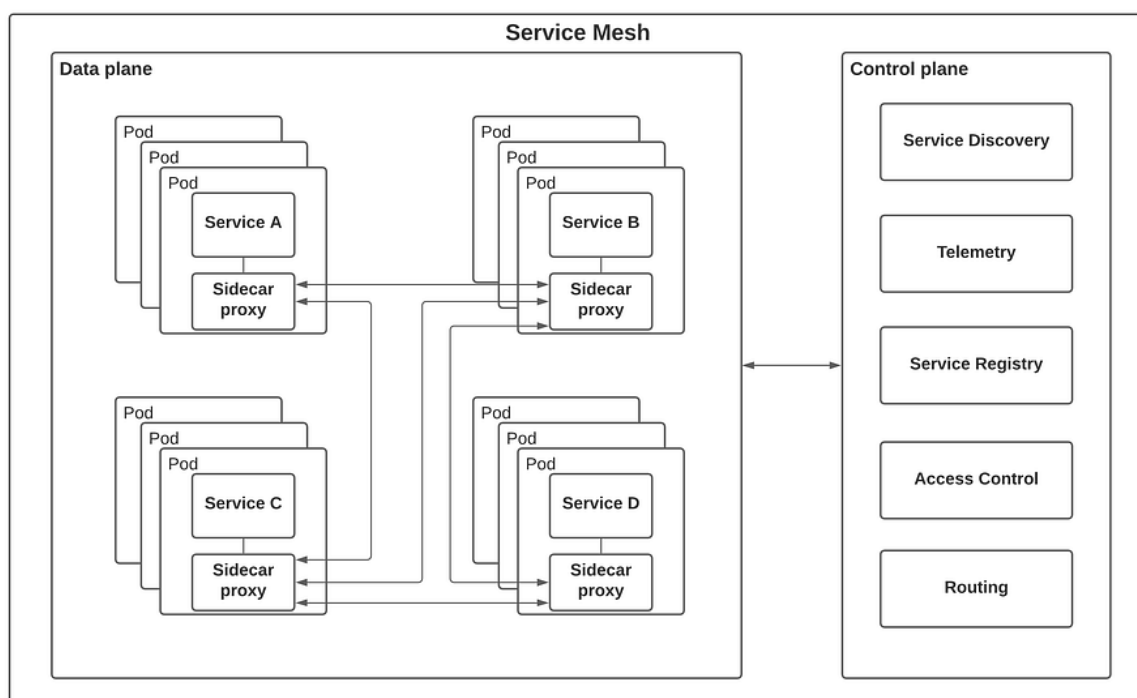 Service Mesh
Data plane
Pod
Pod
Pod
Service A
Sidecar
proxy
Pod
Pod
Pod
Service B
Sidecar
proxy
Pod
Pod
Pod
Service C
Sidecar
proxy
Pod
Pod
Pod
Service D
Sidecar
proxy
Control plane
Service Discovery
Telemetry
Service Registry
Access Control
Routing